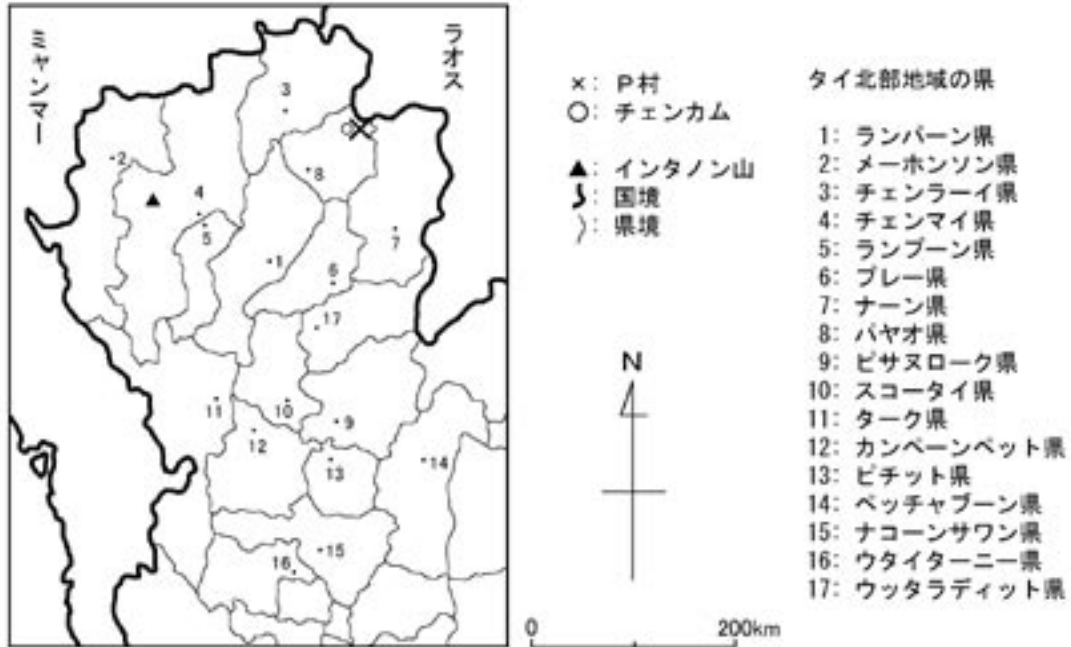 ミャンマー
ラオス
3
2
8
4
5
7
1
6
17
11
10
9
12
13
14
15
16
×: P村
○: チェンカム
▲: インタノン山
: 国境
: 県境
N
0 200km
タイ北部地域の県
1: ランパーン県
2: メーホンソン県
3: チェンラーイ県
4: チェンマイ県
5: ランプーン県
6: プレー県
7: ナーン県
8: パヤオ県
9: ピサヌローク県
10: スコータイ県
11: ターク県
12: カンペーンペット県
13: ピチット県
14: ペッチャブーン県
15: ナコーンサワン県
16: ウタイターニー県
17: ウッタラディット県